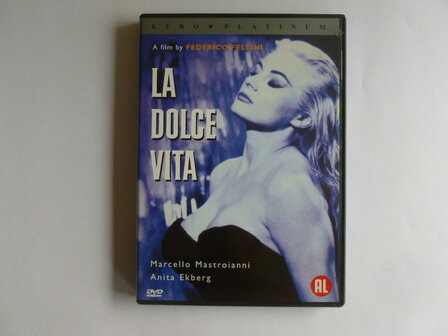 EURO ★ PLATINUM
A film by FEDERICO FELLINI
LA
DOLCE
VITA
Marcello Mastroianni
Anita Ekberg
DVD
AL